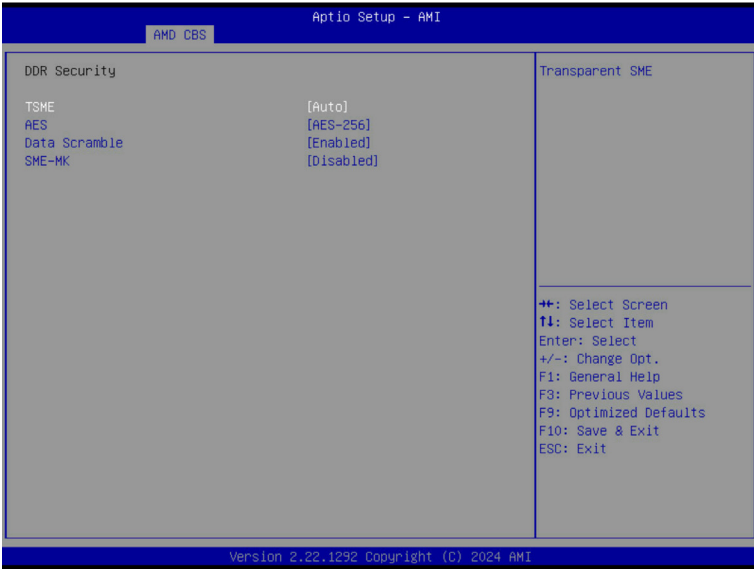 Aptio Setup - AMI
AMD CBS
DDR Security
TSME [Auto]
AES [AES-256]
Data Scramble [Enabled]
SME-MK [Disabled]
Transparent SME
→←: Select Screen
↑↓: Select Item
Enter: Select
+/-: Change Opt.
F1: General Help
F3: Previous Values
F9: Optimized Defaults
F10: Save & Exit
ESC: Exit
Version 2.22.1292 Copyright (C) 2024 AMI